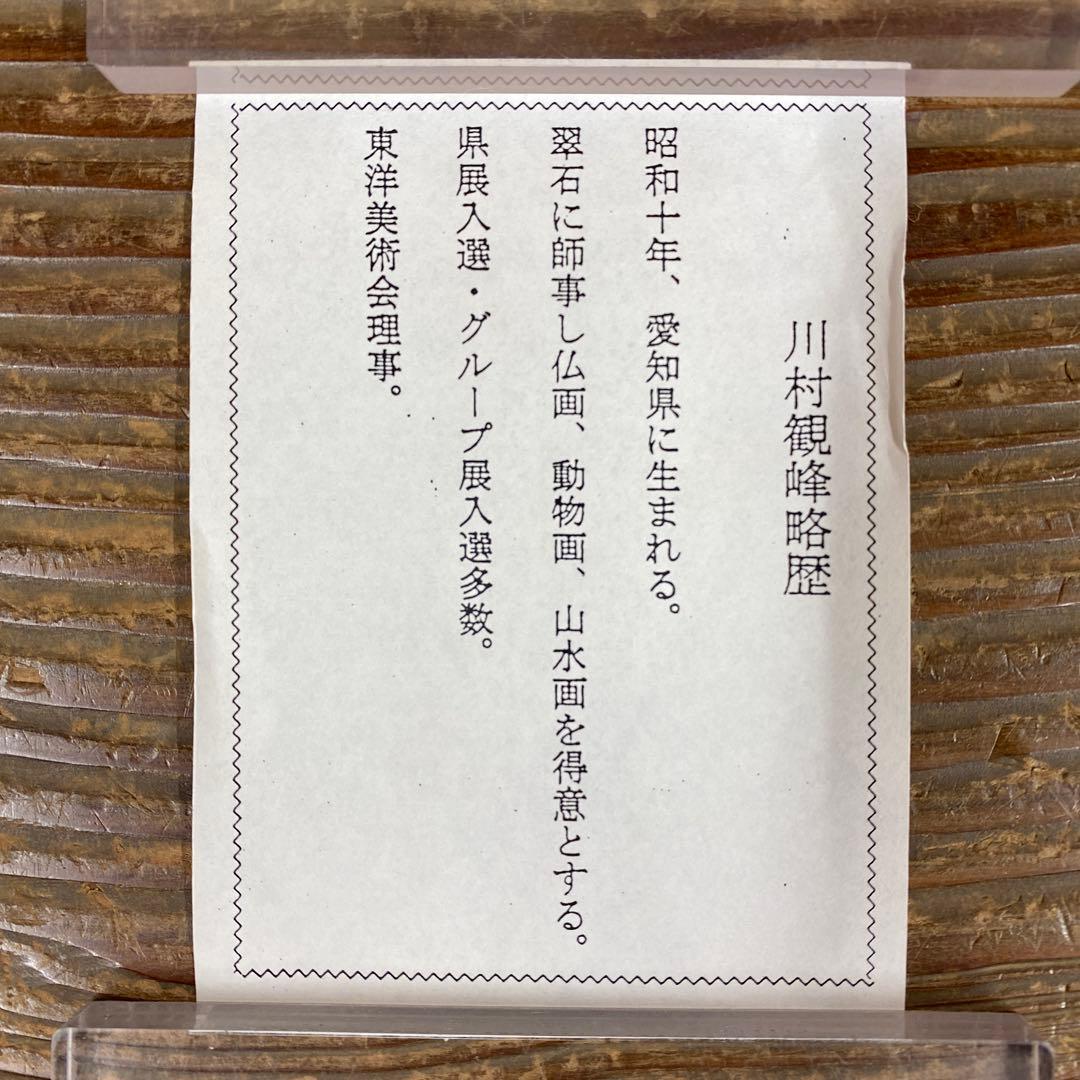 川村観峰略歴
昭和十年、愛知県に生まれる。
翠石に師事し仏画、動物画、山水画を得意とする。
県展入選・グループ展入選多数。
東洋美術会理事。